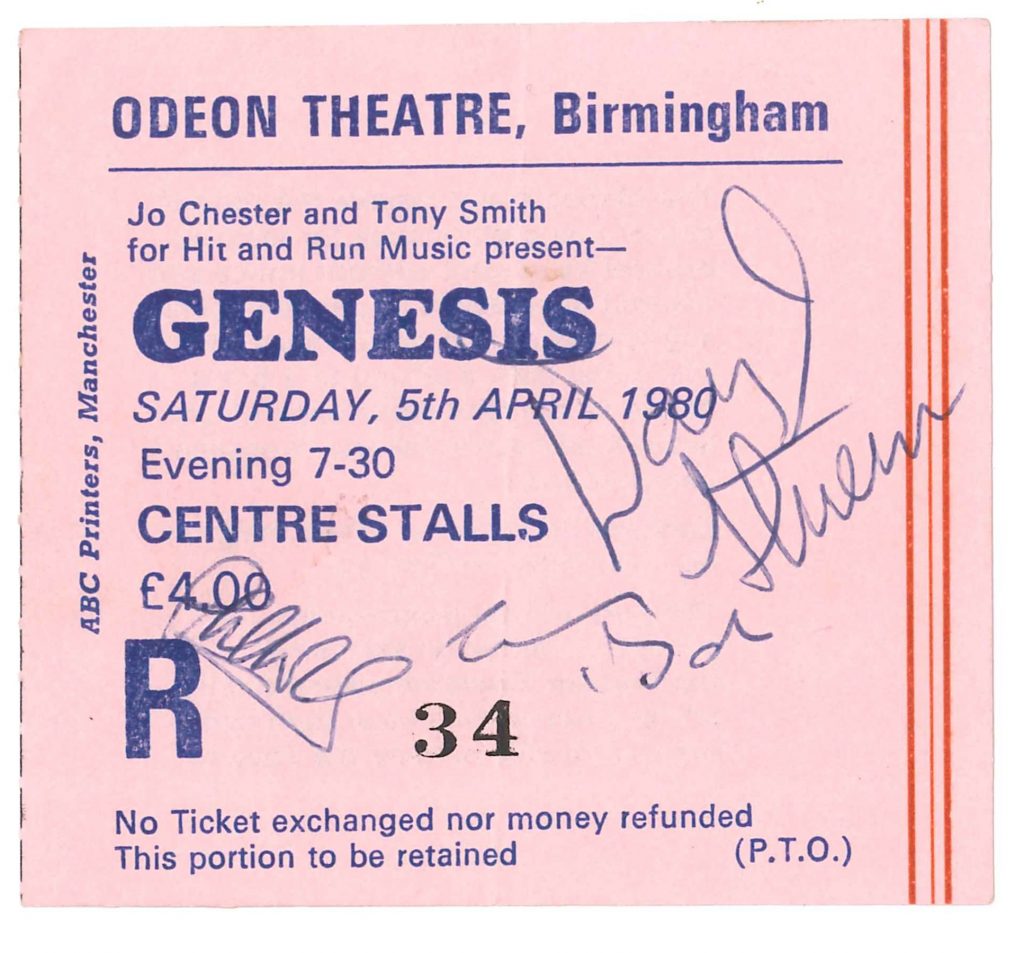 ODEON THEATRE, Birmingham
Jo Chester and Tony Smith
for Hit and Run Music present—
GENESIS
SATURDAY, 5th APRIL 1980
Evening 7-30
CENTRE STALLS
£4.00
R 34
No Ticket exchanged nor money refunded
This portion to be retained (P.T.O.)
ABC Printers, Manchester